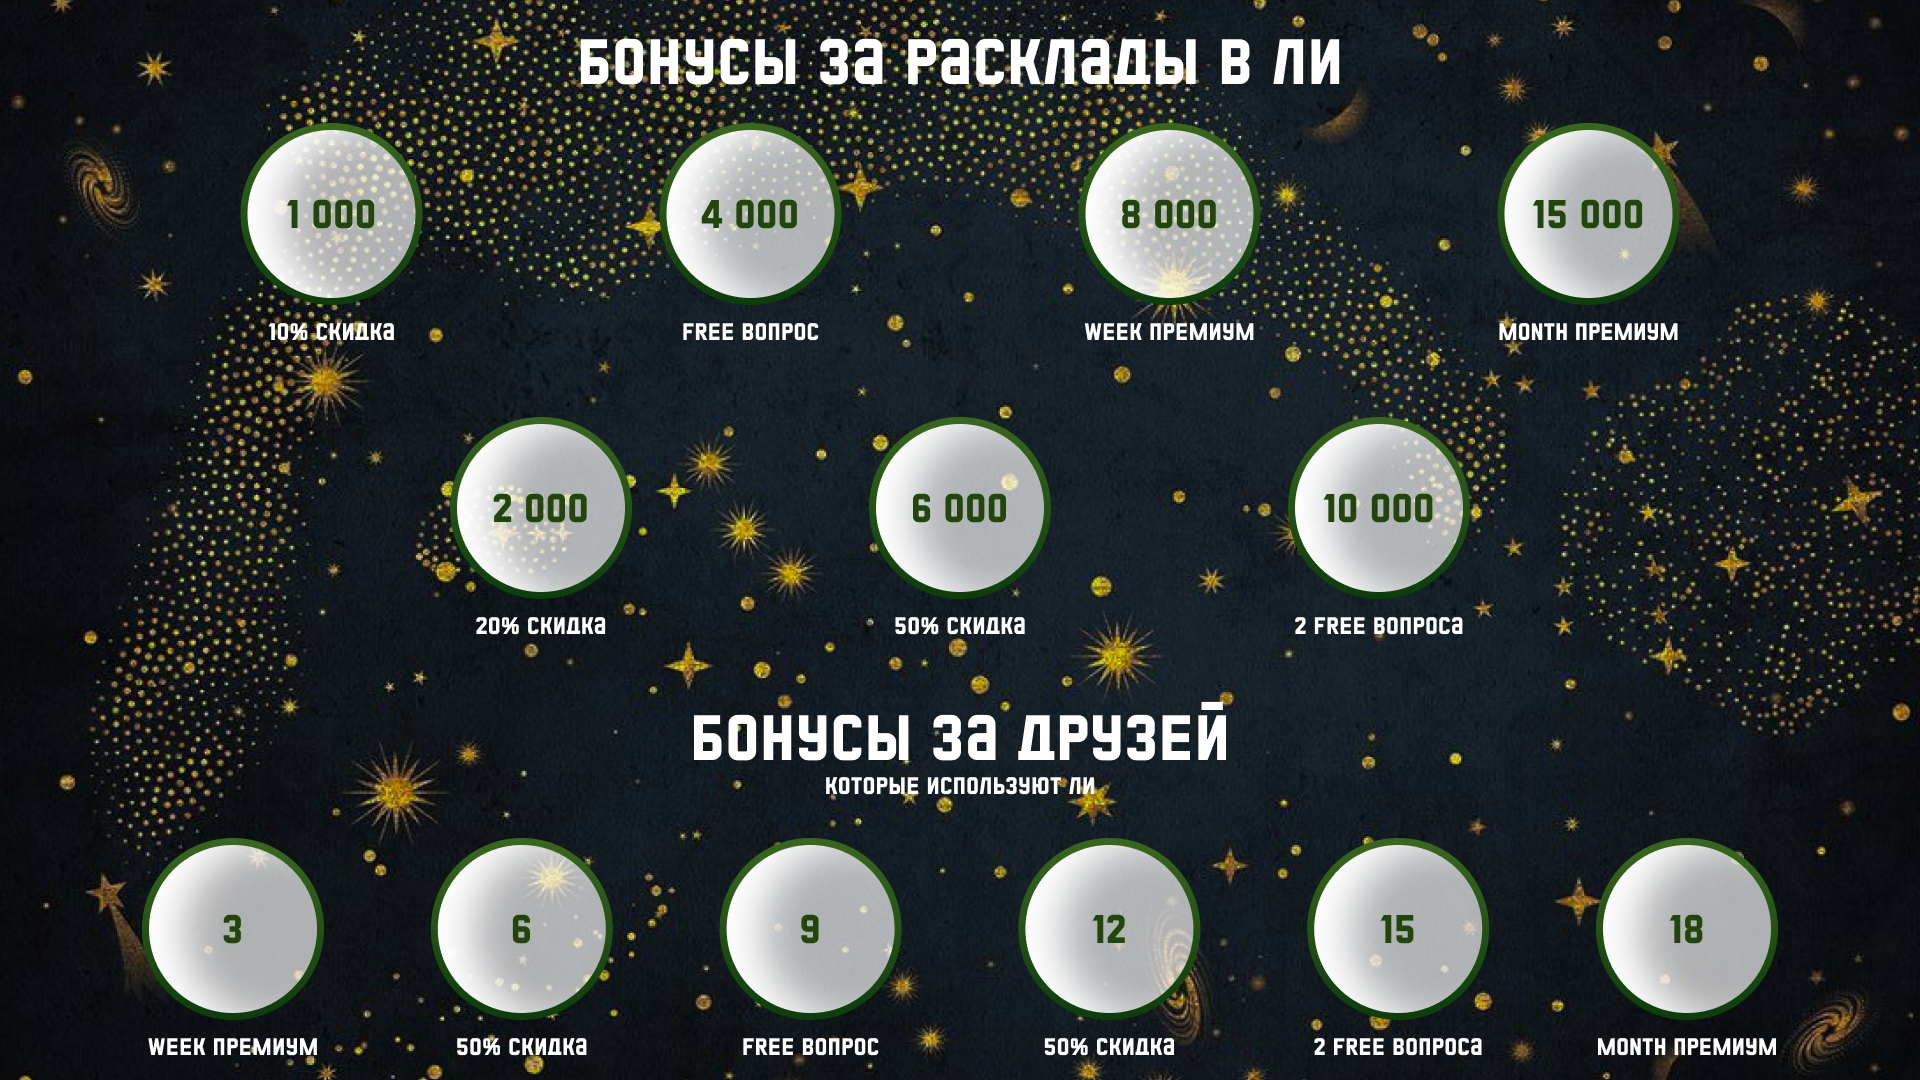 БОНУСЫ ЗА РАСКЛАДЫ В ЛИ
1 000
4 000
8 000
15 000
10% СКИДКА
FREE ВОПРОС
WEEK ПРЕМИУМ
MONTH ПРЕМИУМ
2 000
6 000
10 000
20% СКИДКА
50% СКИДКА
2 FREE ВОПРОСА
БОНУСЫ ЗА ДРУЗЕЙ
КОТОРЫЕ ИСПОЛЬЗУЮТ ЛИ
3
6
9
12
15
18
WEEK ПРЕМИУМ
50% СКИДКА
FREE ВОПРОС
50% СКИДКА
2 FREE ВОПРОСА
MONTH ПРЕМИУМ